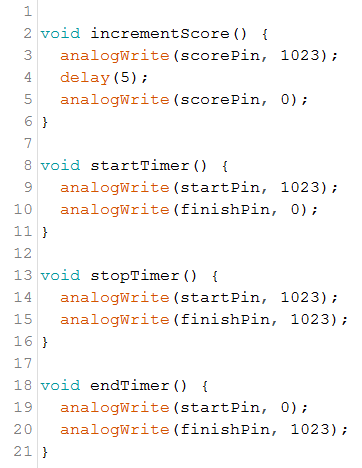 1
2 void incrementScore() {
3   analogWrite(scorePin, 1023);
4   delay(5);
5   analogWrite(scorePin, 0);
6 }
7
8 void startTimer() {
9   analogWrite(startPin, 1023);
10   analogWrite(finishPin, 0);
11 }
12
13 void stopTimer() {
14   analogWrite(startPin, 1023);
15   analogWrite(finishPin, 1023);
16 }
17
18 void endTimer() {
19   analogWrite(startPin, 0);
20   analogWrite(finishPin, 1023);
21 }